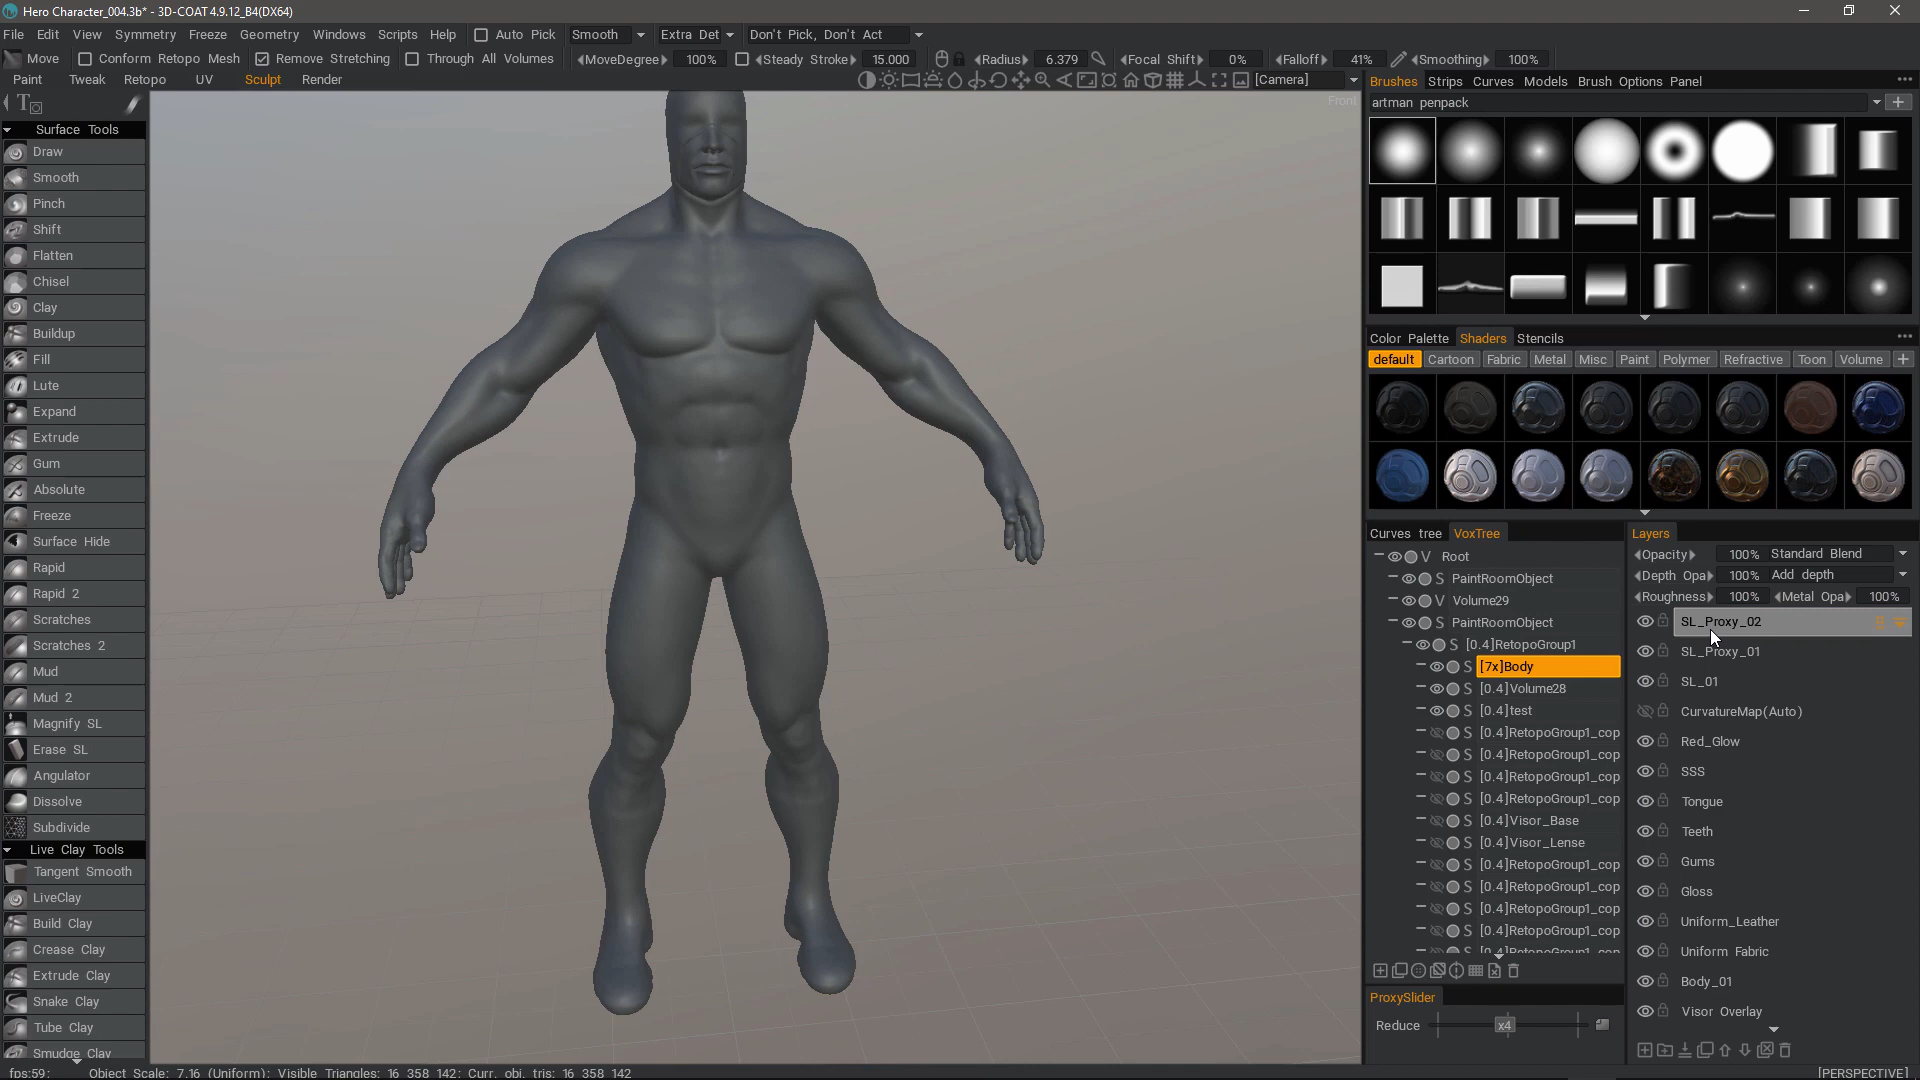 Hero Character_004.3b* - 3D-COAT 4.9.12_B4(DX64)
File Edit View Symmetry Freeze Geometry Windows Scripts Help Auto Pick Smooth Extra Det Don't Pick, Don't Act
Move Conform Retopo Mesh Remove Stretching Through All Volumes MoveDegree 100% Steady Stroke 15.000 Radius 6.379 Focal Shift 0% Falloff 41% Smoothing 100%
Paint Tweak Retopo UV Sculpt Render [Camera]
Front
Surface Tools
Draw
Smooth
Pinch
Shift
Flatten
Chisel
Clay
Buildup
Fill
Lute
Expand
Extrude
Gum
Absolute
Freeze
Surface Hide
Rapid
Rapid 2
Scratches
Scratches 2
Mud
Mud 2
Magnify SL
Erase SL
Angulator
Dissolve
Subdivide
Live Clay Tools
Tangent Smooth
LiveClay
Build Clay
Crease Clay
Extrude Clay
Snake Clay
Tube Clay
Smudge Clay
Brushes Strips Curves Models Brush Options Panel
artman penpack
Color Palette Shaders Stencils
default Cartoon Fabric Metal Misc Paint Polymer Refractive Toon Volume
Curves tree VoxTree
V Root
S PaintRoomObject
V Volume29
S PaintRoomObject
S [0.4]RetopoGroup1
S [7x]Body
S [0.4]Volume28
S [0.4]test
S [0.4]RetopoGroup1_cop
S [0.4]RetopoGroup1_cop
S [0.4]RetopoGroup1_cop
S [0.4]RetopoGroup1_cop
S [0.4]Visor_Base
S [0.4]Visor_Lense
S [0.4]RetopoGroup1_cop
S [0.4]RetopoGroup1_cop
S [0.4]RetopoGroup1_cop
S [0.4]RetopoGroup1_cop
S [0.4]RetopoGroup1_cop
ProxySlider
Reduce x4
Layers
Opacity 100% Standard Blend
Depth Opa 100% Add depth
Roughness 100% Metal Opa 100%
SL_Proxy_02
SL_Proxy_01
SL_01
CurvatureMap(Auto)
Red_Glow
SSS
Tongue
Teeth
Gums
Gloss
Uniform_Leather
Uniform Fabric
Body_01
Visor Overlay
fps:59: Object Scale: 7.16 (Uniform): Visible Triangles: 16 358 142: Curr. obj. tris: 16 358 142 [PERSPECTIVE]